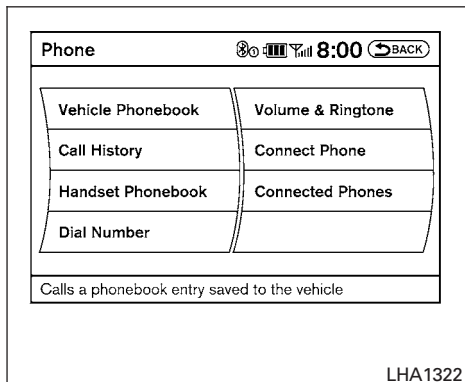 Phone 8:00 BACK
Vehicle Phonebook Volume & Ringtone
Call History Connect Phone
Handset Phonebook Connected Phones
Dial Number
Calls a phonebook entry saved to the vehicle
LHA1322